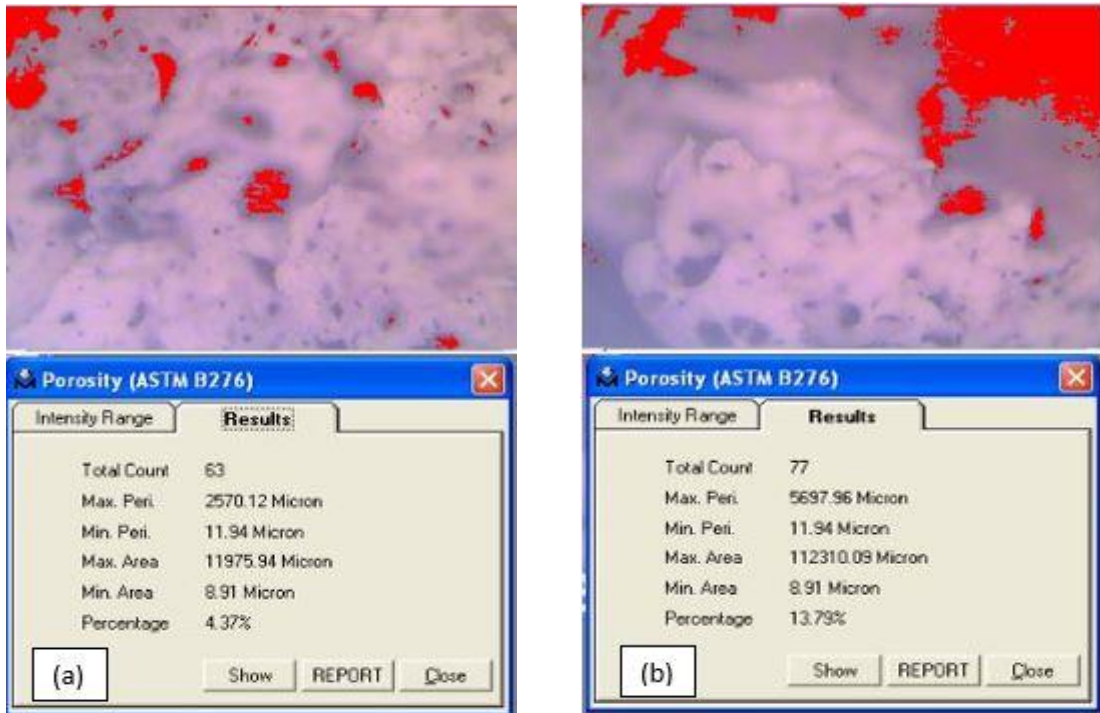 Porosity (ASTM B276)
Intensity Range Results
Total Count 63
Max. Peri. 2570.12 Micron
Min. Peri. 11.94 Micron
Max. Area 11975.94 Micron
Min. Area 8.91 Micron
Percentage 4.37%
(a) Show REPORT Close
Porosity (ASTM B276)
Intensity Range Results
Total Count 77
Max. Peri. 5697.96 Micron
Min. Peri. 11.94 Micron
Max. Area 112310.09 Micron
Min. Area 8.91 Micron
Percentage 13.79%
(b) Show REPORT Close